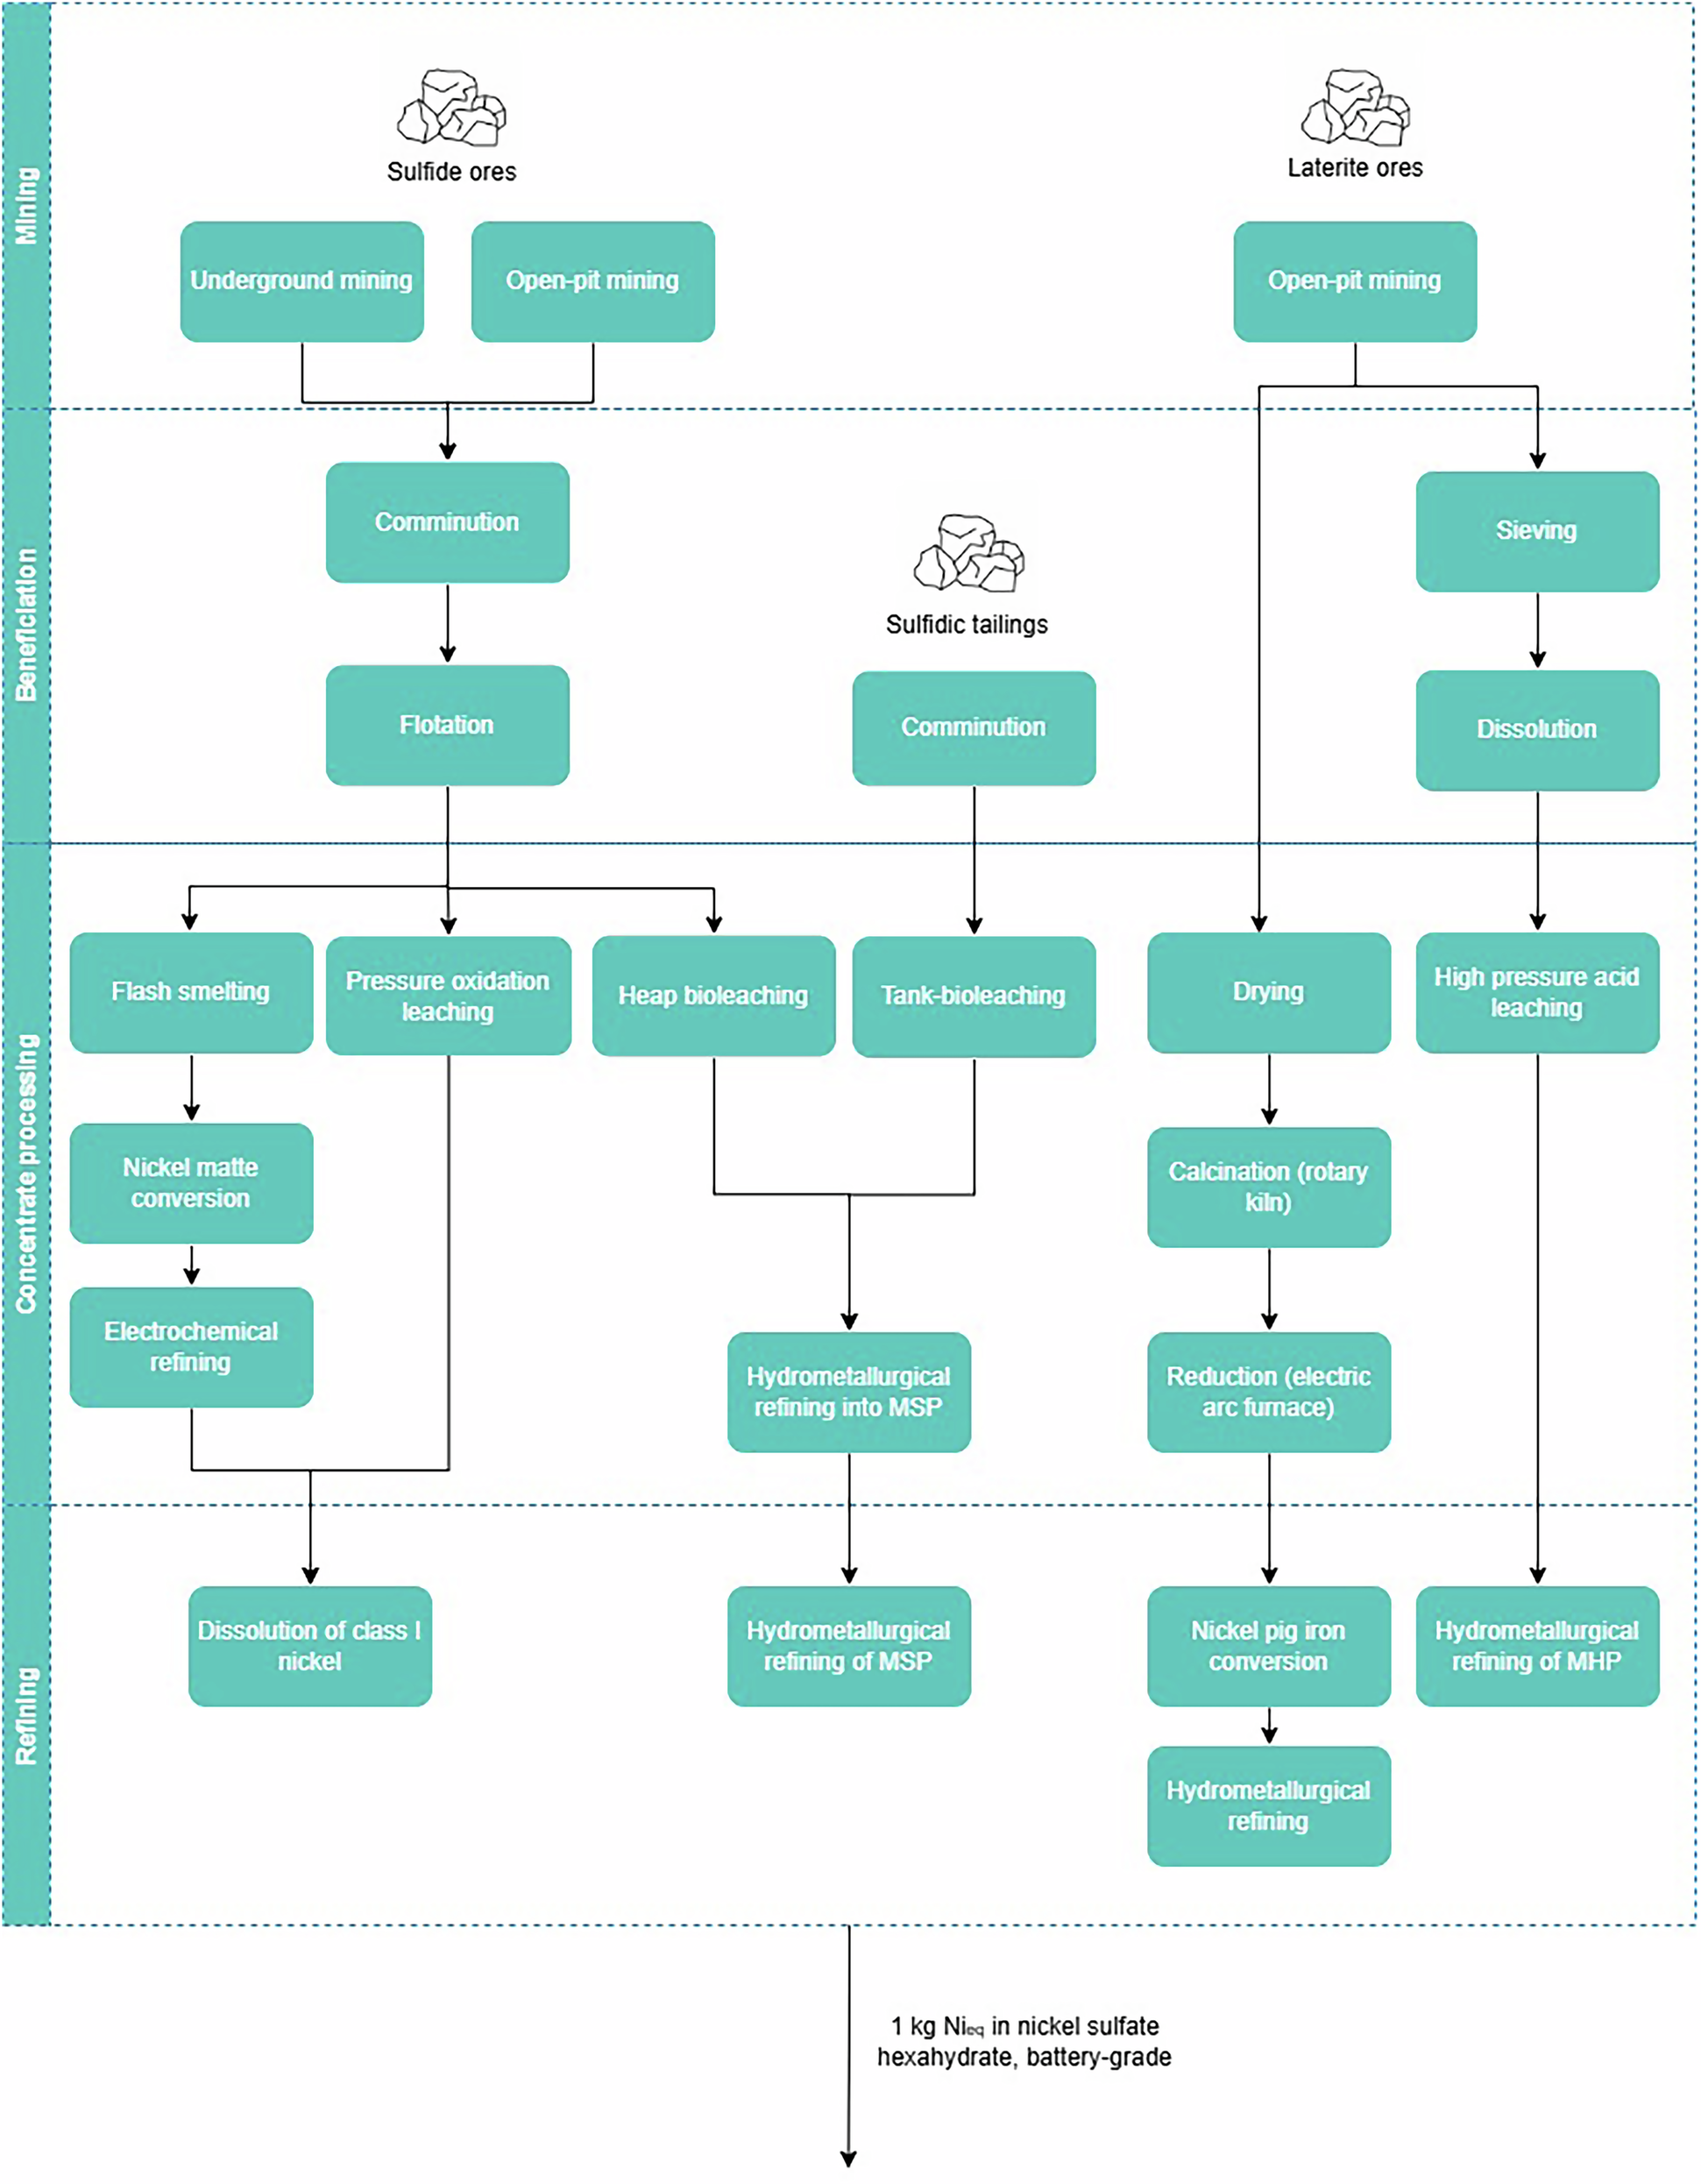 Mining
Sulfide ores
Laterite ores
Underground mining
Open-pit mining
Open-pit mining
Beneficiation
Comminution
Sieving
Sulfidic tailings
Flotation
Comminution
Dissolution
Concentrate processing
Flash smelting
Pressure oxidation
leaching
Heap bioleaching
Tank-bioleaching
Drying
High pressure acid
leaching
Nickel matte
conversion
Calcination (rotary
kiln)
Electrochemical
refining
Hydrometallurgical
refining into MSP
Reduction (electric
arc furnace)
Refining
Dissolution of class I
nickel
Hydrometallurgical
refining of MSP
Nickel pig iron
conversion
Hydrometallurgical
refining of MHP
Hydrometallurgical
refining
1 kg Nieq in nickel sulfate
hexahydrate, battery-grade